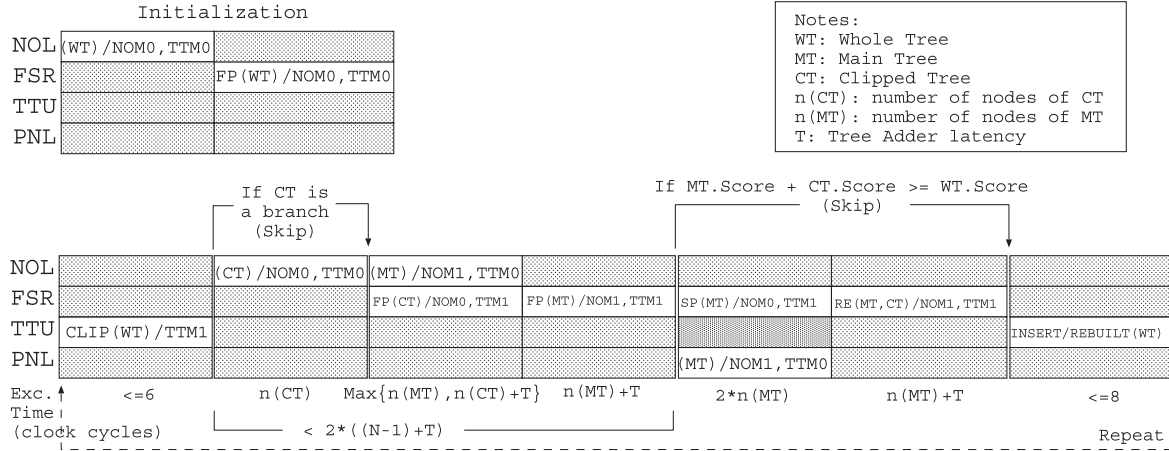 Initialization
NOL (WT)/NOM0,TTM0
FSR FP(WT)/NOM0,TTM0
TTU
PNL
Notes:
WT: Whole Tree
MT: Main Tree
CT: Clipped Tree
n(CT): number of nodes of CT
n(MT): number of nodes of MT
T: Tree Adder latency
If CT is
a branch
(Skip)
If MT.Score + CT.Score >= WT.Score
(Skip)
NOL (CT)/NOM0,TTM0 (MT)/NOM1,TTM0
FSR FP(CT)/NOM0,TTM1 FP(MT)/NOM1,TTM1 SP(MT)/NOM0,TTM1 RE(MT,CT)/NOM1,TTM1
TTU CLIP(WT)/TTM1 INSERT/REBUILT(WT)
PNL (MT)/NOM1,TTM0
Exc. <=6 n(CT) Max{n(MT),n(CT)+T} n(MT)+T 2*n(MT) n(MT)+T <=8
Time
(clock cycles) < 2*((N-1)+T) Repeat